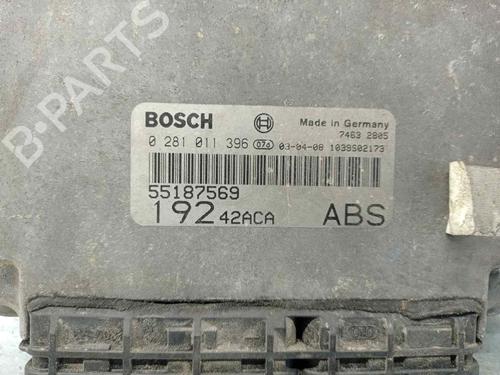 BOSCH Made in Germany
7463 2805
0 281 011 396 03-04-08 1039S02173
55187569
192 42ACA ABS
B-Parts